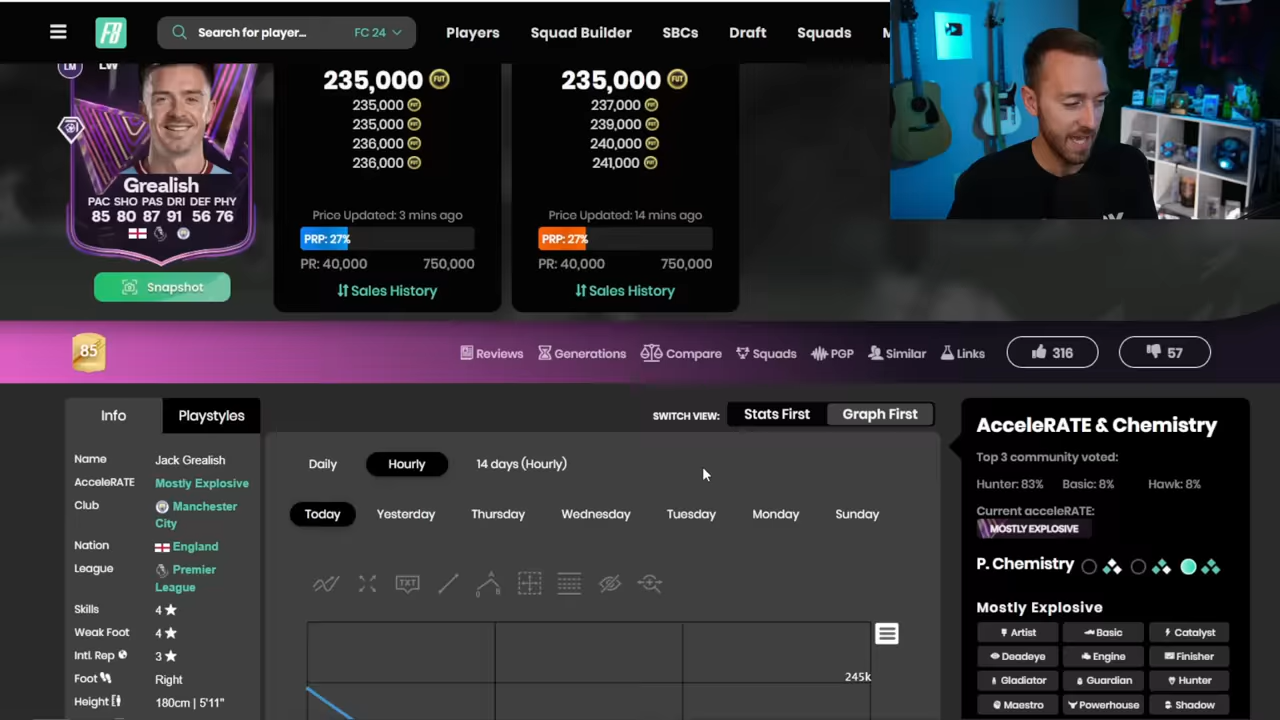 FB
Search for player...
FC 24
Players
Squad Builder
SBCs
Draft
Squads
M
LM
LW
Grealish
PAC SHO PAS DRI DEF PHY
85 80 87 91 56 76
Snapshot
235,000
235,000
235,000
236,000
236,000
Price Updated: 3 mins ago
PRP: 27%
PR: 40,000
750,000
Sales History
235,000
237,000
239,000
240,000
241,000
Price Updated: 14 mins ago
PRP: 27%
PR: 40,000
750,000
Sales History
85
Reviews
Generations
Compare
Squads
PGP
Similar
Links
316
57
Info
Playstyles
Name
Jack Grealish
AcceleRATE
Mostly Explosive
Club
Manchester
City
Nation
England
League
Premier
League
Skills
4
Weak Foot
4
Intl. Rep
3
Foot
Right
Height
180cm | 5'11"
SWITCH VIEW:
Stats First
Graph First
Daily
Hourly
14 days (Hourly)
Today
Yesterday
Thursday
Wednesday
Tuesday
Monday
Sunday
TXT
245k
AcceleRATE & Chemistry
Top 3 community voted:
Hunter: 83%
Basic: 8%
Hawk: 8%
Current acceleRATE:
MOSTLY EXPLOSIVE
P. Chemistry
Mostly Explosive
Artist
Basic
Catalyst
Deadeye
Engine
Finisher
Gladiator
Guardian
Hunter
Maestro
Powerhouse
Shadow